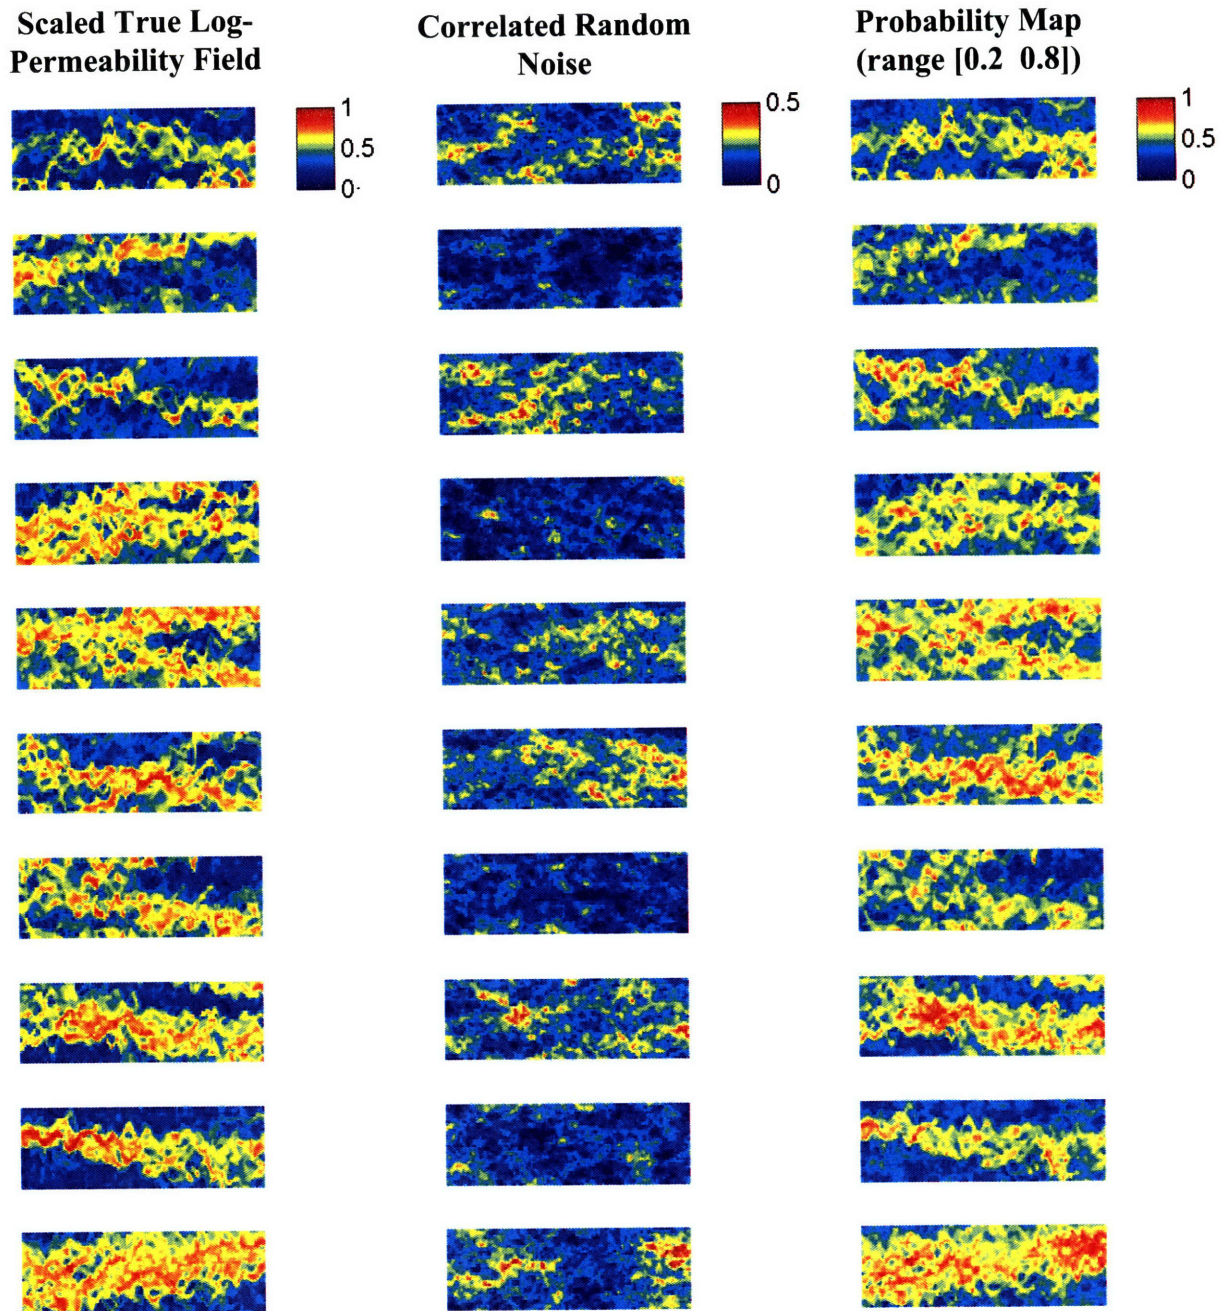 Scaled True Log-
Permeability Field
Correlated Random
Noise
Probability Map
(range [0.2 0.8])
1
0.5
0
0.5
0
1
0.5
0